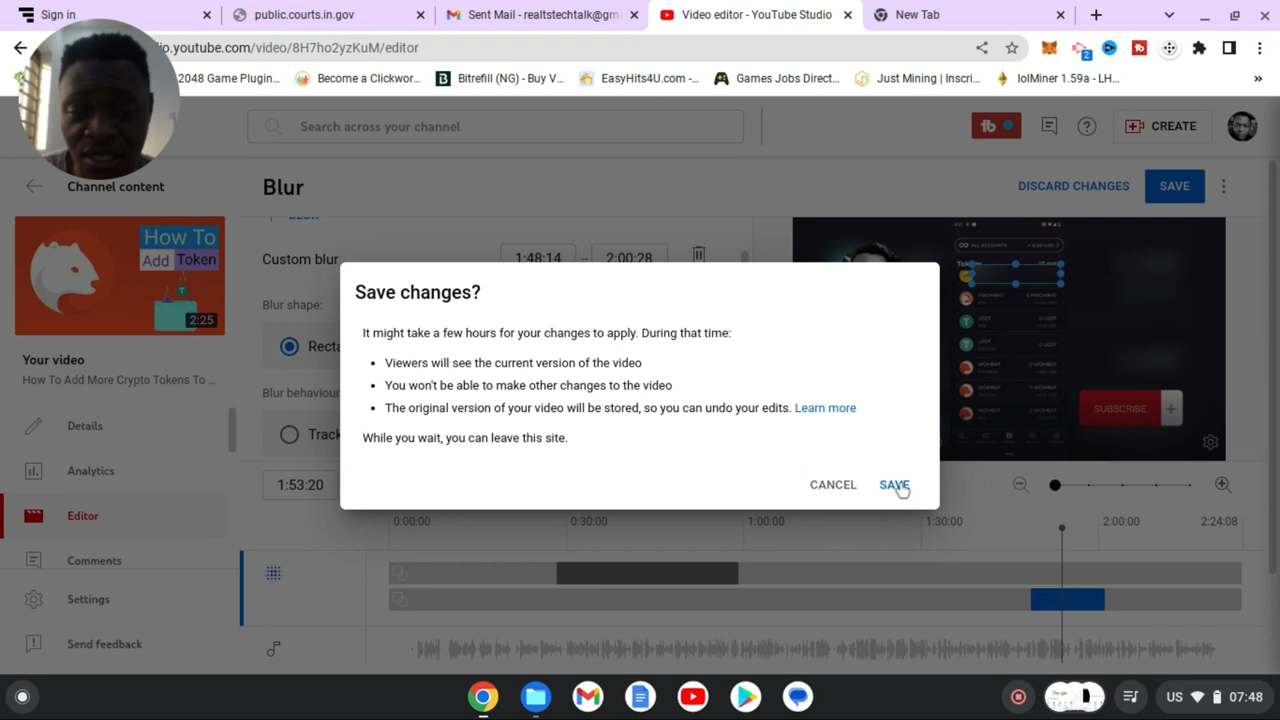 Sign in
public.courts.in.gov
Sent Mail - realtstechtalk@gm
Video editor - YouTube Studio
New Tab
io.youtube.com/video/8H7ho2yzKuM/editor
2
2048 Game Plugin...
Become a Clickwor...
Bitrefill (NG) - Buy V...
EasyHits4U.com -...
Games Jobs Direct...
Just Mining | Inscri...
lolMiner 1.59a - LH...
Search across your channel
CREATE
Channel content
Blur
DISCARD CHANGES
SAVE
How To
Add Token
2:25
BLUR
Custom blur
1:48:14 – 2:00:28
Blur shape:
Recta
Blur behaviour
Track
Save changes?
It might take a few hours for your changes to apply. During that time:
Viewers will see the current version of the video
You won't be able to make other changes to the video
The original version of your video will be stored, so you can undo your edits. Learn more
While you wait, you can leave this site.
CANCEL
SAVE
ALL ACCOUNTS
Tokens
USDT
USDT
SUBSCRIBE
Your video
How To Add More Crypto Tokens To ...
Details
Analytics
Editor
Comments
Settings
Send feedback
1:53:20
0:00:00
0:30:00
1:00:00
1:30:00
2:00:00
2:24:08
US
07:48